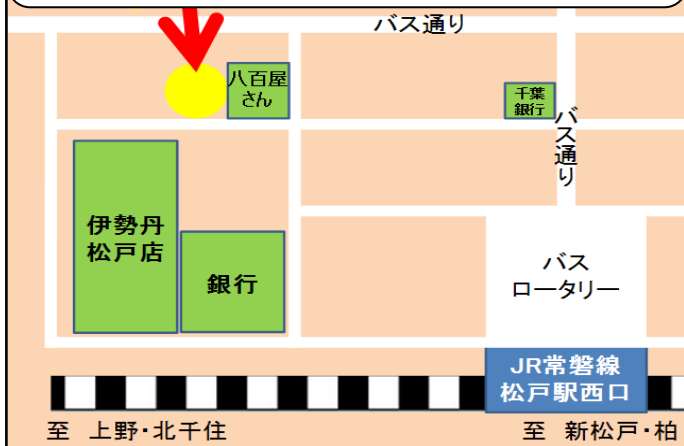 バス通り
八百屋
さん
千葉
銀行
バス通り
伊勢丹
松戸店
銀行
バス
ロータリー
JR常磐線
松戸駅西口
至 上野・北千住
至 新松戸・柏